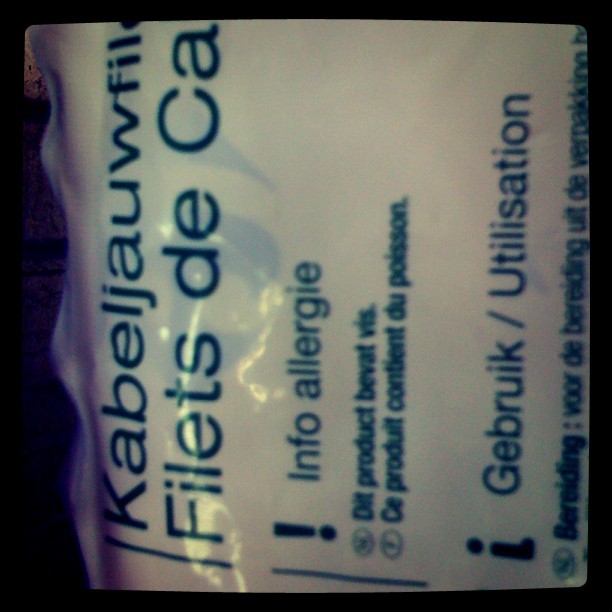 Kabeljauwfil
Filets de Ca
! Info allergie
N Dit product bevat vis.
F Ce produit contient du poisson.
i Gebruik / Utilisation
N Bereiding : voor de bereiding uit de verpakking h